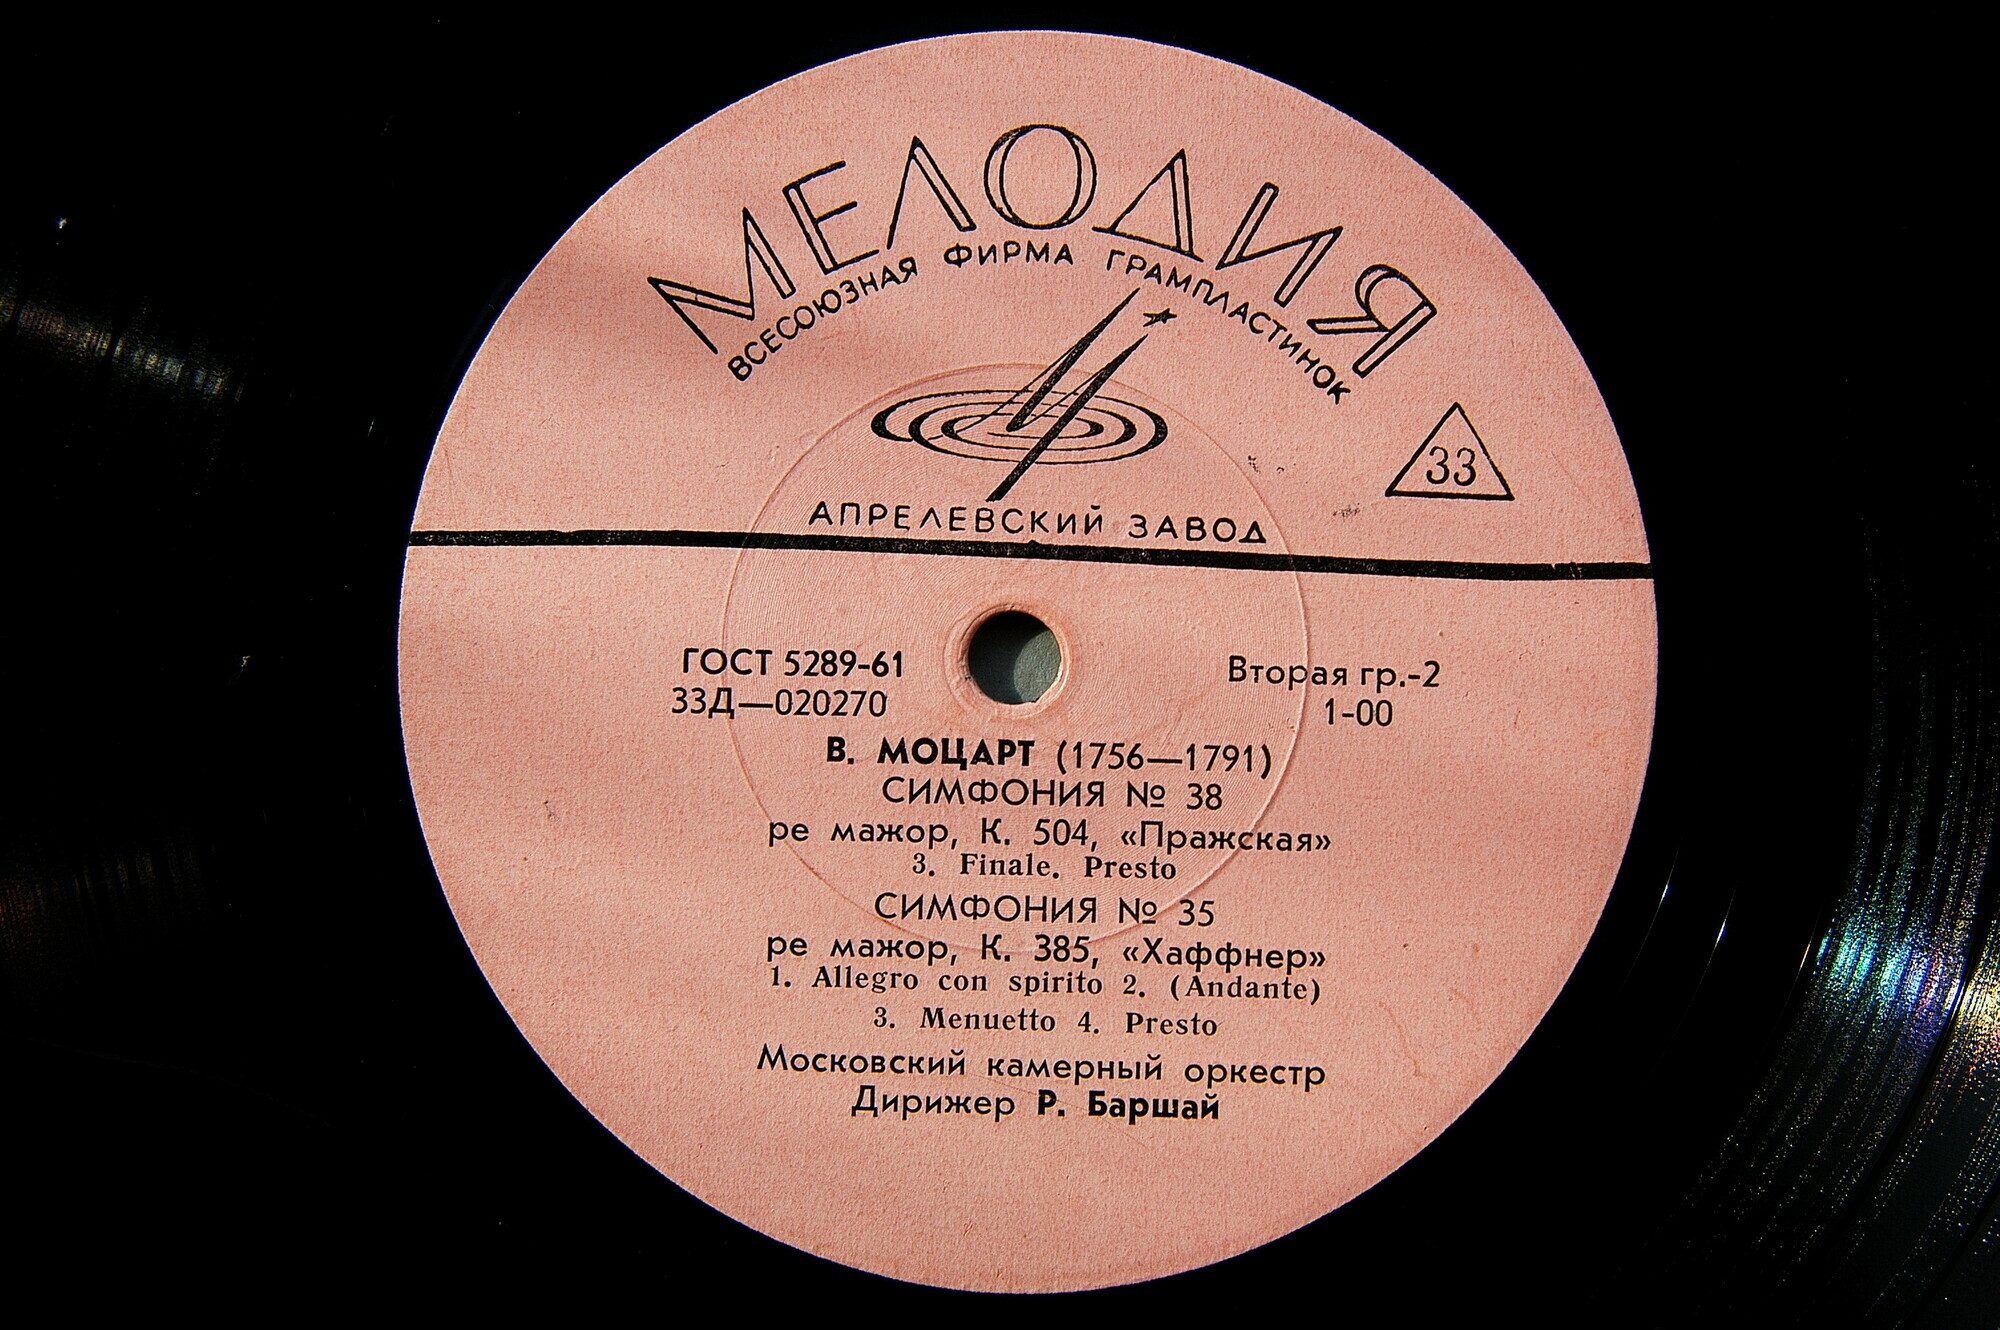 МЕЛОДИЯ
ВСЕСОЮЗНАЯ ФИРМА ГРАМПЛАСТИНОК
33
АПРЕЛЕВСКИЙ ЗАВОД
ГОСТ 5289-61
33Д—020270
Вторая гр.-2
1-00
В. МОЦАРТ (1756—1791)
СИМФОНИЯ № 38
ре мажор, К. 504, «Пражская»
3. Finale. Presto
СИМФОНИЯ № 35
ре мажор, К. 385, «Хаффнер»
1. Allegro con spirito 2. (Andante)
3. Menuetto 4. Presto
Московский камерный оркестр
Дирижер Р. Баршай